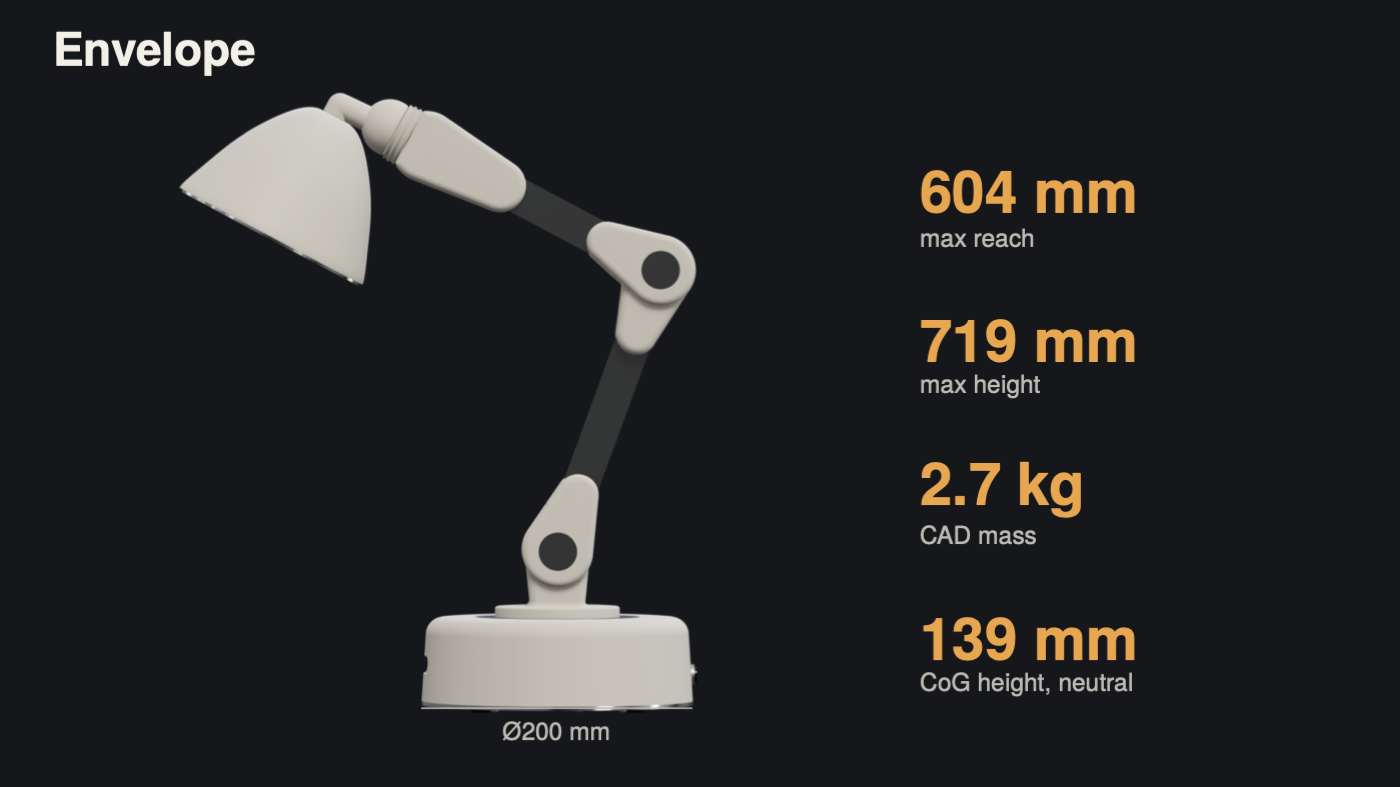 Envelope
604 mm
max reach
719 mm
max height
2.7 kg
CAD mass
139 mm
CoG height, neutral
Ø200 mm